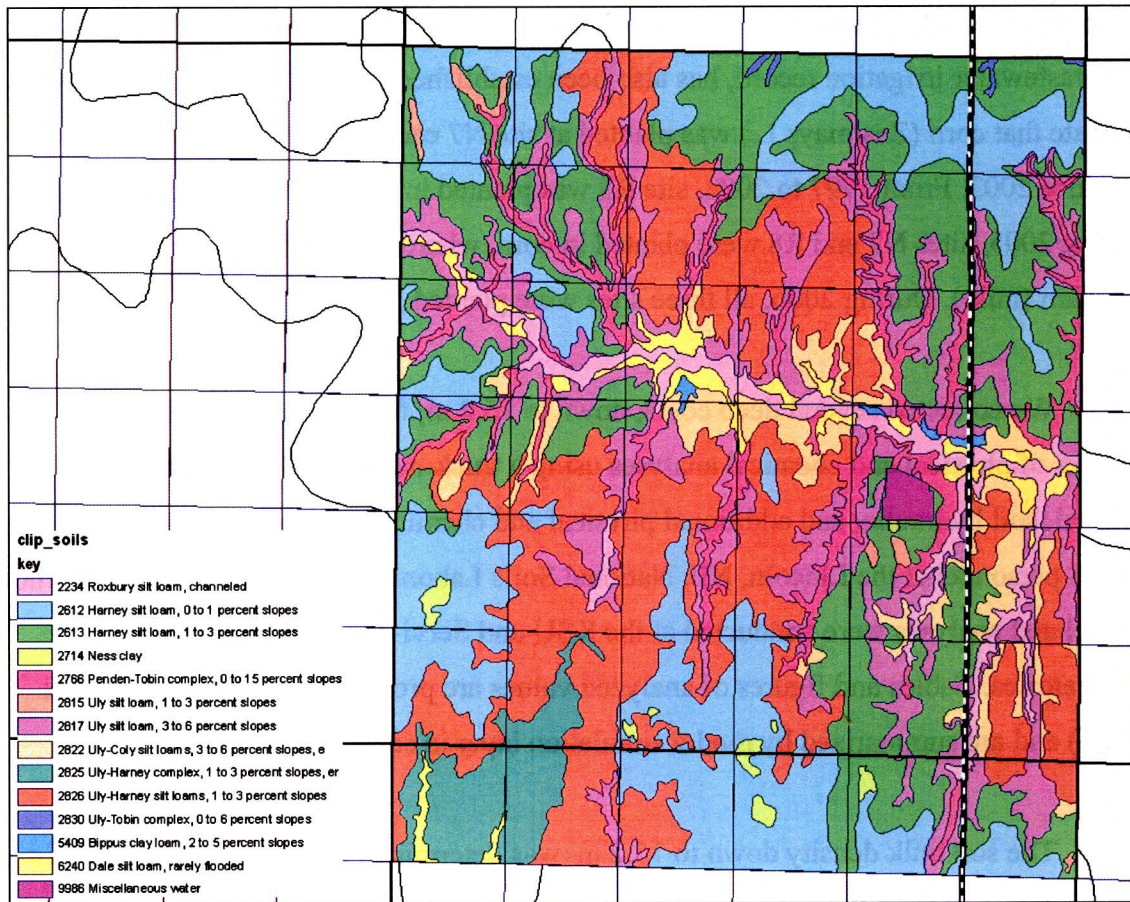 clip_soils
key
2234 Roxbury silt loam, channeled
2612 Harney silt loam, 0 to 1 percent slopes
2613 Harney silt loam, 1 to 3 percent slopes
2714 Ness clay
2766 Penden-Tobin complex, 0 to 15 percent slopes
2815 Uly silt loam, 1 to 3 percent slopes
2817 Uly silt loam, 3 to 6 percent slopes
2822 Uly-Coly silt loams, 3 to 6 percent slopes, e
2825 Uly-Harney complex, 1 to 3 percent slopes, er
2826 Uly-Harney silt loams, 1 to 3 percent slopes
2830 Uly-Tobin complex, 0 to 6 percent slopes
5409 Bippus clay loam, 2 to 5 percent slopes
6240 Dale silt loam, rarely flooded
9986 Miscellaneous water